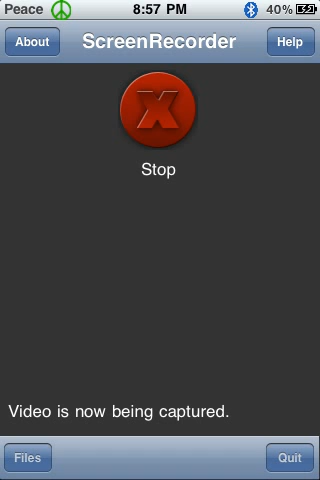 Peace 8:57 PM 40%
About ScreenRecorder Help
X
Stop
Video is now being captured.
Files Quit